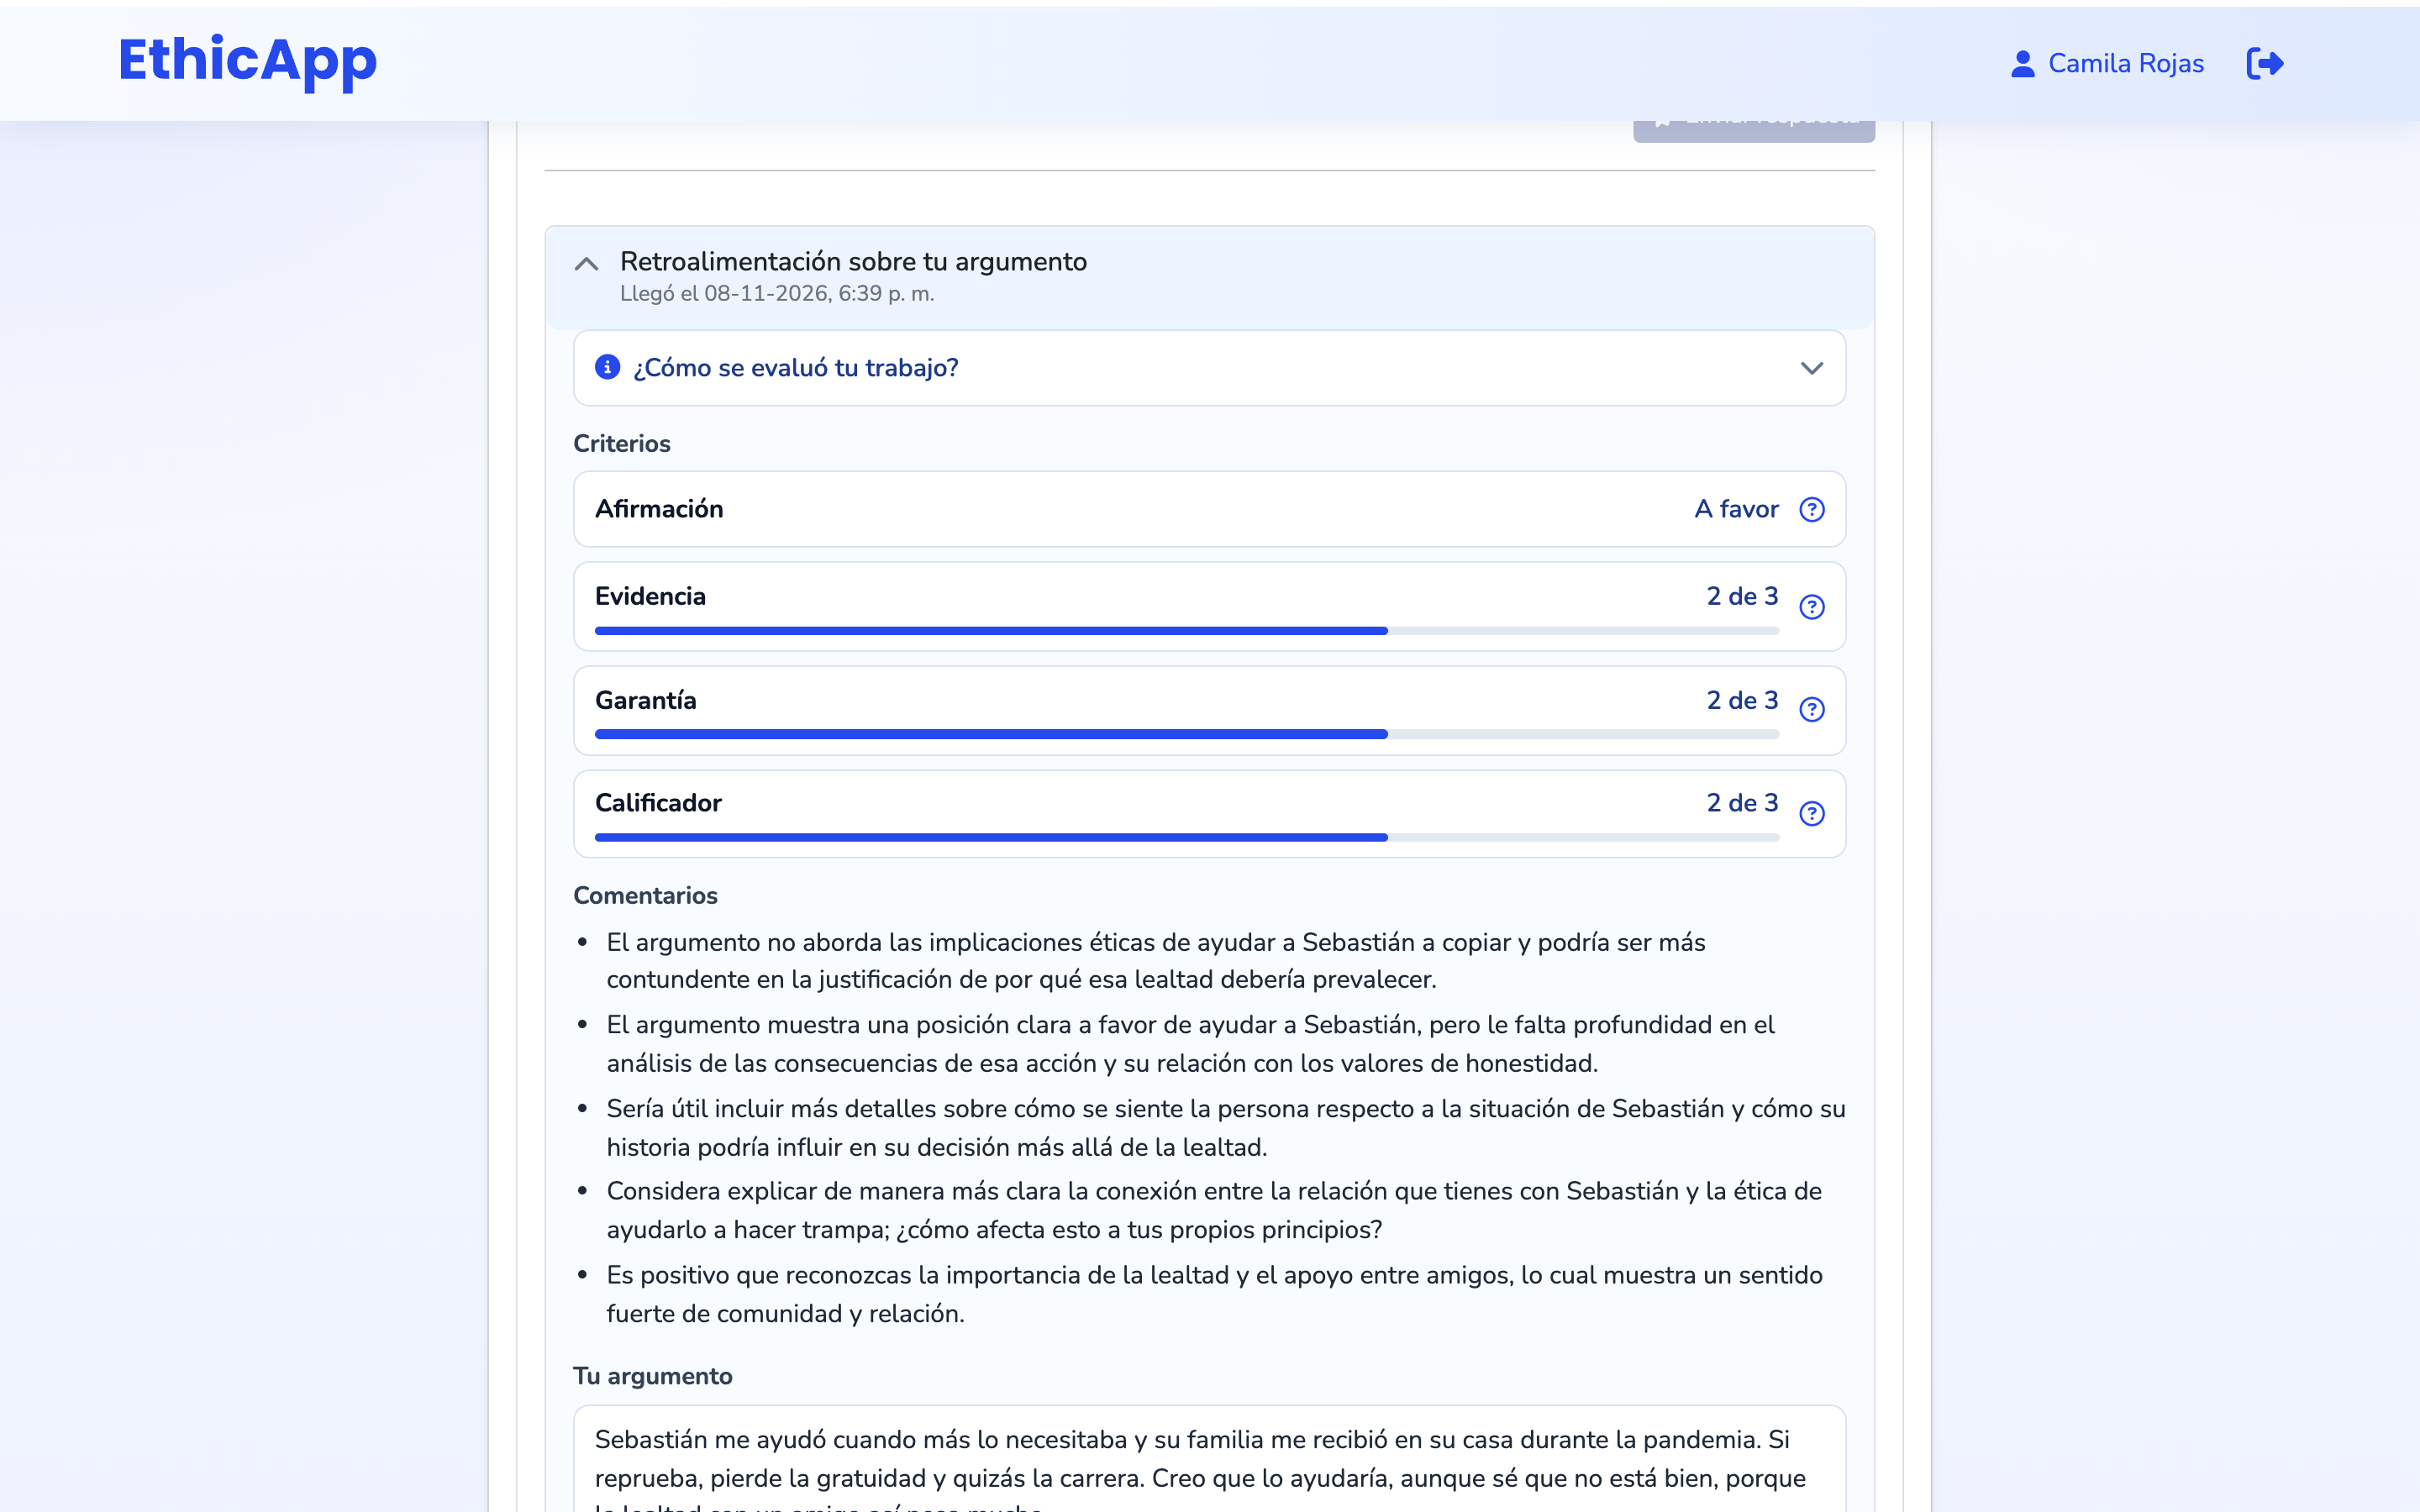 EthicApp
Camila Rojas
Retroalimentación sobre tu argumento
Llegó el 08-11-2026, 6:39 p. m.
¿Cómo se evaluó tu trabajo?
Criterios
Afirmación
A favor
Evidencia
2 de 3
Garantía
2 de 3
Calificador
2 de 3
Comentarios
El argumento no aborda las implicaciones éticas de ayudar a Sebastián a copiar y podría ser más
contundente en la justificación de por qué esa lealtad debería prevalecer.
El argumento muestra una posición clara a favor de ayudar a Sebastián, pero le falta profundidad en el
análisis de las consecuencias de esa acción y su relación con los valores de honestidad.
Sería útil incluir más detalles sobre cómo se siente la persona respecto a la situación de Sebastián y cómo su
historia podría influir en su decisión más allá de la lealtad.
Considera explicar de manera más clara la conexión entre la relación que tienes con Sebastián y la ética de
ayudarlo a hacer trampa; ¿cómo afecta esto a tus propios principios?
Es positivo que reconozcas la importancia de la lealtad y el apoyo entre amigos, lo cual muestra un sentido
fuerte de comunidad y relación.
Tu argumento
Sebastián me ayudó cuando más lo necesitaba y su familia me recibió en su casa durante la pandemia. Si
reprueba, pierde la gratuidad y quizás la carrera. Creo que lo ayudaría, aunque sé que no está bien, porque